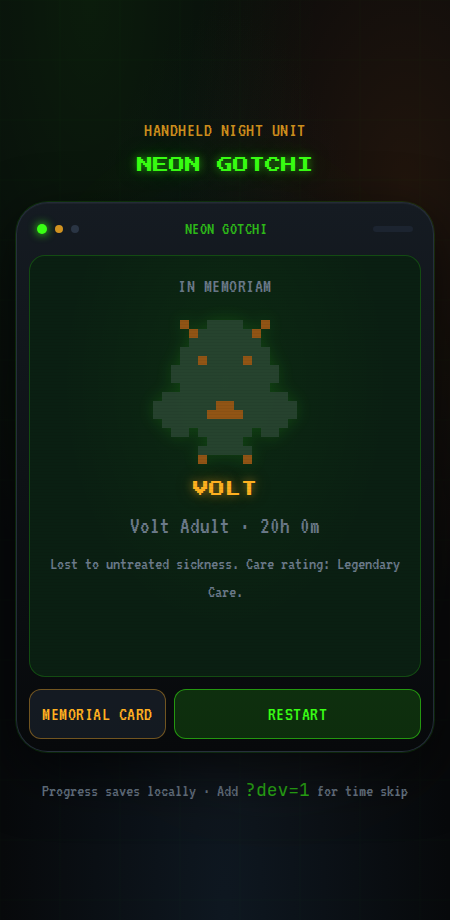 HANDHELD NIGHT UNIT
NEON GOTCHI
NEON GOTCHI
IN MEMORIAM
VOLT
Volt Adult · 20h 0m
Lost to untreated sickness. Care rating: Legendary
Care.
MEMORIAL CARD
RESTART
Progress saves locally · Add ?dev=1 for time skip